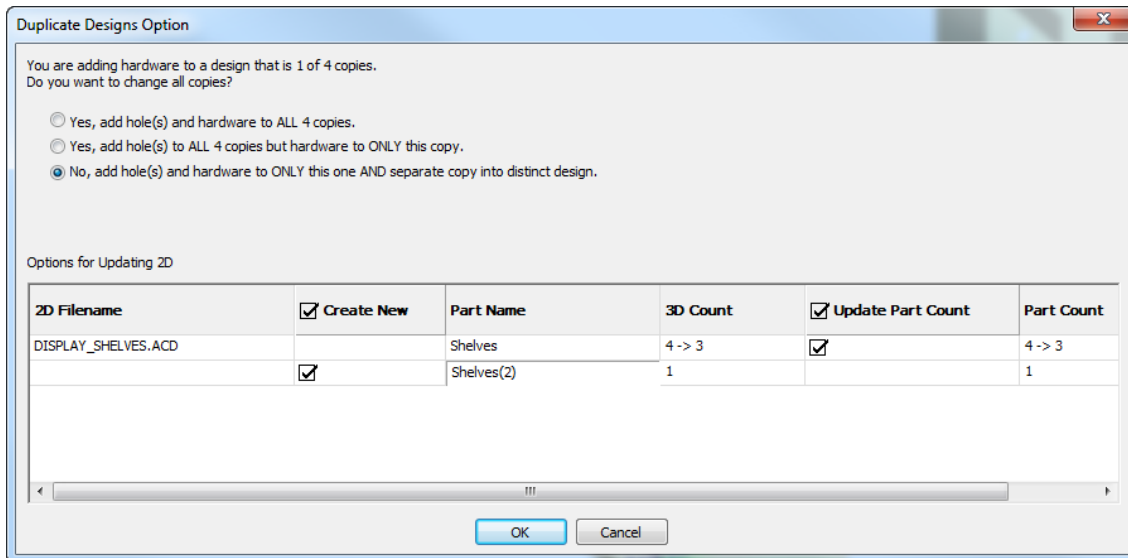 Duplicate Designs Option
You are adding hardware to a design that is 1 of 4 copies.
Do you want to change all copies?
Yes, add hole(s) and hardware to ALL 4 copies.
Yes, add hole(s) to ALL 4 copies but hardware to ONLY this copy.
No, add hole(s) and hardware to ONLY this one AND separate copy into distinct design.
Options for Updating 2D
2D Filename Create New Part Name 3D Count Update Part Count Part Count
DISPLAY_SHELVES.ACD Shelves 4 -> 3 4 -> 3
Shelves(2) 1 1
OK Cancel